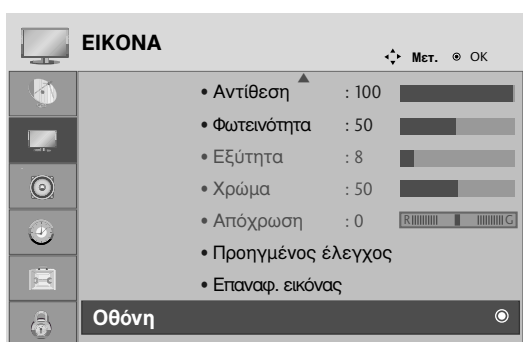 ΕΙΚΟΝΑ
Μετ. OK
• Αντίθεση : 100
• Φωτεινότητα : 50
• Εξύτητα : 8
• Χρώμα : 50
• Απόχρωση : 0 R G
• Προηγμένος έλεγχος
• Επαναφ. εικόνας
Οθόνη